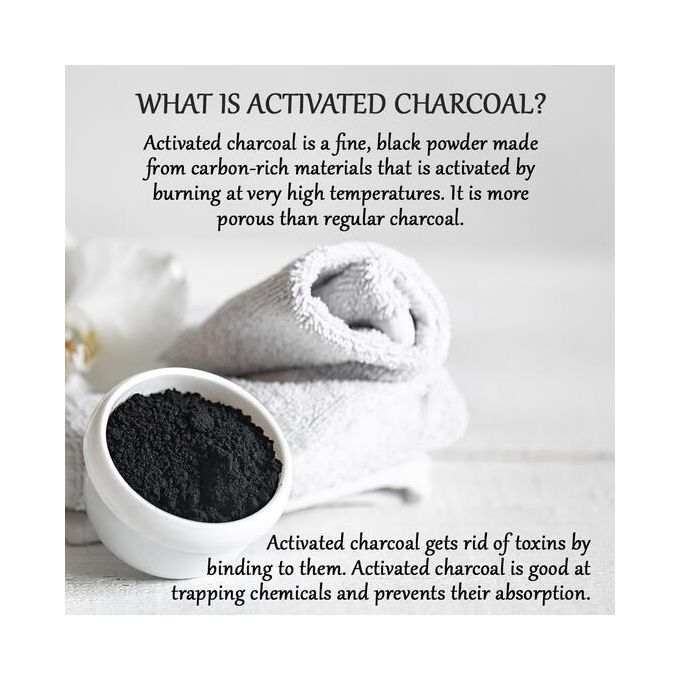 WHAT IS ACTIVATED CHARCOAL?
Activated charcoal is a fine, black powder made
from carbon-rich materials that is activated by
burning at very high temperatures. It is more
porous than regular charcoal.
Activated charcoal gets rid of toxins by
binding to them. Activated charcoal is good at
trapping chemicals and prevents their absorption.